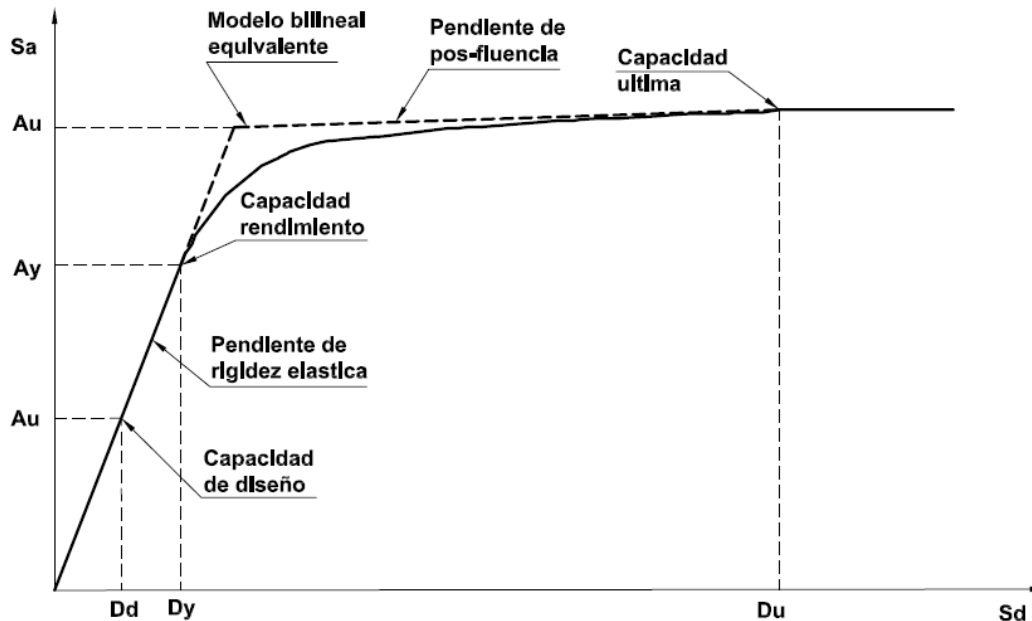 Sa
Modelo bilineal
equivalente
Pendiente de
pos-fluencia
Capacidad
ultima
Au
Capacidad
rendimiento
Ay
Pendiente de
rigidez elastica
Au
Capacidad
de diseño
Dd
Dy
Du
Sd